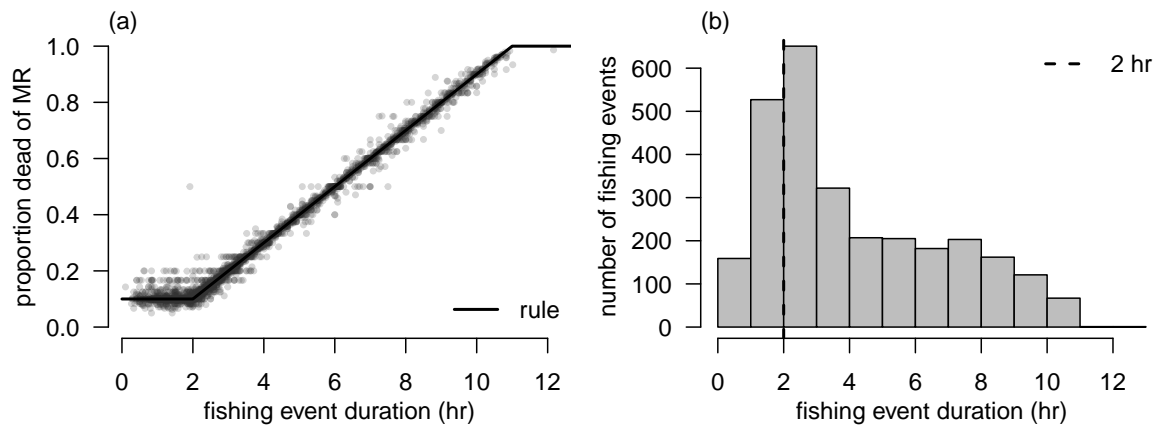 (a)
proportion dead of MR
1.0
0.8
0.6
0.4
0.2
0.0
rule
0 2 4 6 8 10 12
fishing event duration (hr)
(b)
number of fishing events
600
500
400
300
200
100
0
2 hr
0 2 4 6 8 10 12
fishing event duration (hr)